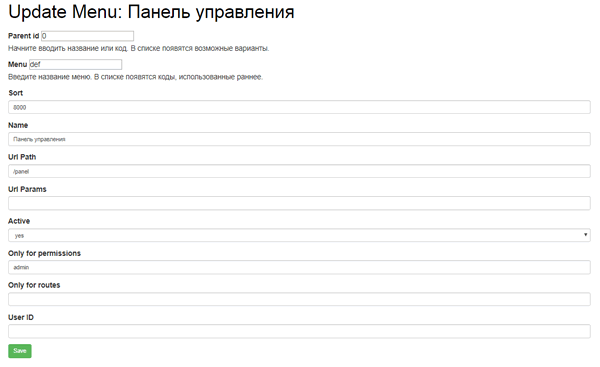 Update Menu: Панель управления
Parent id 0
Начните вводить название или код. В списке появятся возможные варианты.
Menu def
Введите название меню. В списке появятся коды, использованные раннее.
Sort
8000
Name
Панель управления
Url Path
/panel
Url Params
Active
yes
Only for permissions
admin
Only for routes
User ID
Save